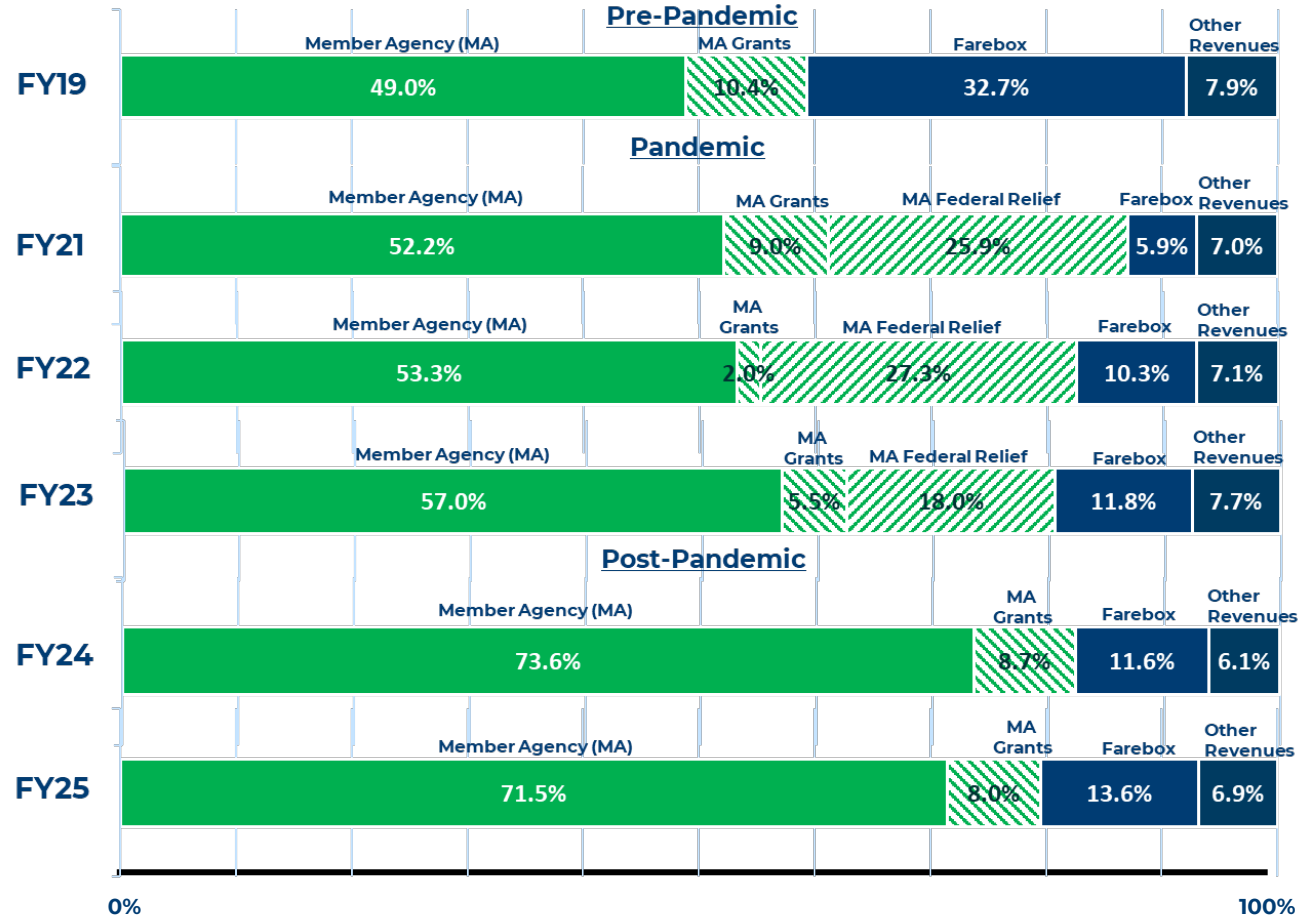 Pre-Pandemic
Member Agency (MA) MA Grants Farebox Other Revenues
FY19 49.0% 10.4% 32.7% 7.9%
Pandemic
Member Agency (MA) MA Grants MA Federal Relief Farebox Other Revenues
FY21 52.2% 9.0% 25.9% 5.9% 7.0%
Member Agency (MA) MA Grants MA Federal Relief Farebox Other Revenues
FY22 53.3% 2.0% 27.3% 10.3% 7.1%
Member Agency (MA) MA Grants MA Federal Relief Farebox Other Revenues
FY23 57.0% 5.5% 18.0% 11.8% 7.7%
Post-Pandemic
Member Agency (MA) MA Grants Farebox Other Revenues
FY24 73.6% 8.7% 11.6% 6.1%
Member Agency (MA) MA Grants Farebox Other Revenues
FY25 71.5% 8.0% 13.6% 6.9%
0% 100%